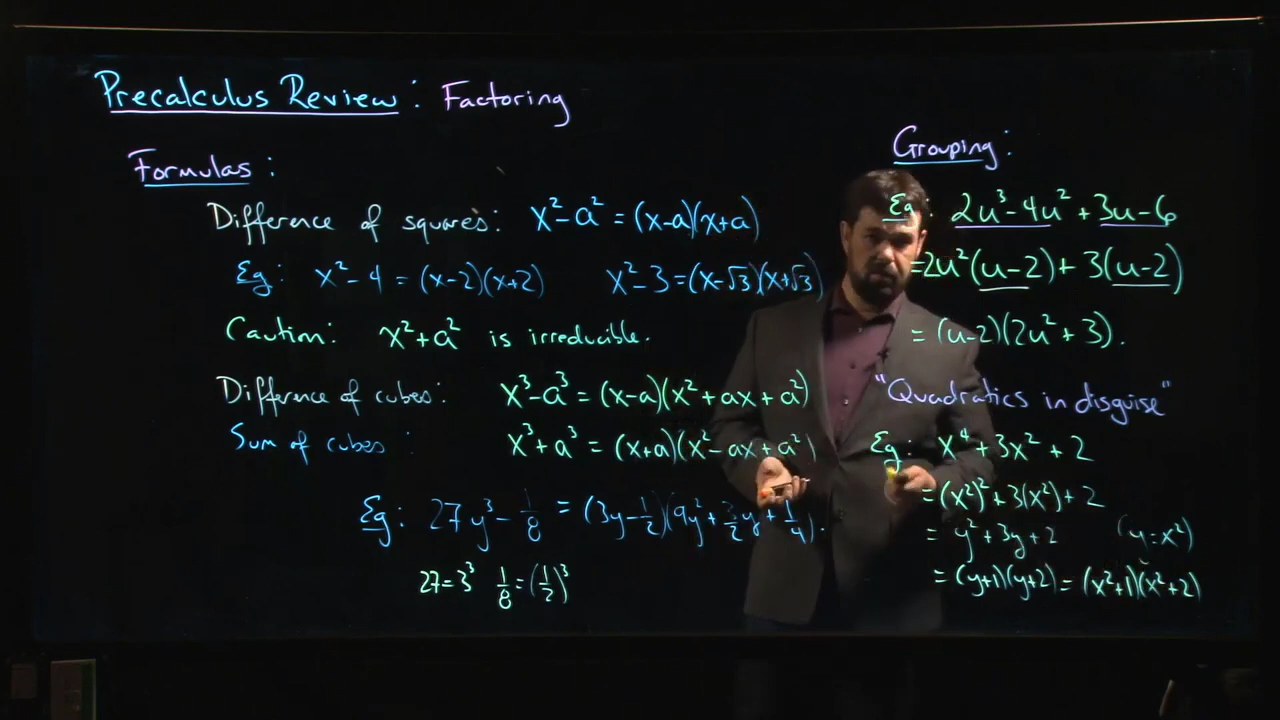 Precalculus Review: Factoring
Formulas:
Difference of squares: x²-a² = (x-a)(x+a)
Eg: x²-4 = (x-2)(x+2) x²-3 = (x-√3)(x+√3)
Caution: x²+a² is irreducible.
Difference of cubes: x³-a³ = (x-a)(x²+ax+a²)
Sum of cubes: x³+a³ = (x+a)(x²-ax+a²)
Eg: 27y³-1/8 = (3y-1/2)(9y²+3/2y+1/4).
27=3³ 1/8=(1/2)³
Grouping:
Eg 2u³-4u²+3u-6
=2u²(u-2)+3(u-2)
=(u-2)(2u²+3).
"Quadratics in disguise"
Eg: x⁴+3x²+2
=(x²)²+3(x²)+2
= y²+3y+2 (y=x²)
= (y+1)(y+2) = (x²+1)(x²+2)